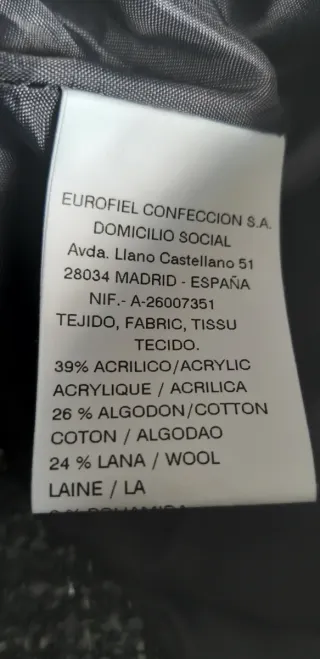 EUROFIEL CONFECCION S.A.
DOMICILIO SOCIAL
Avda. Llano Castellano 51
28034 MADRID - ESPAÑA
NIF.- A-26007351
TEJIDO, FABRIC, TISSU
TECIDO.
39% ACRILICO/ACRYLIC
ACRYLIQUE / ACRILICA
26 % ALGODON/COTTON
COTON / ALGODAO
24 % LANA / WOOL
LAINE / LA